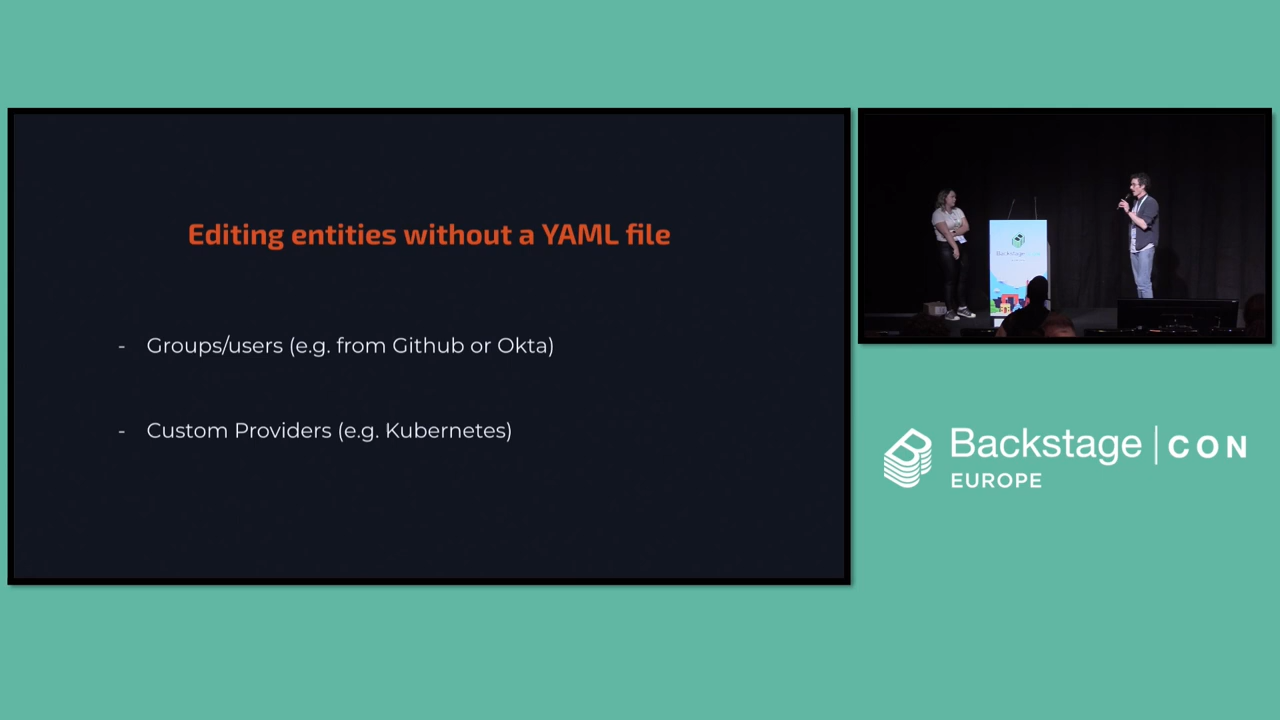 Editing entities without a YAML file
- Groups/users (e.g. from Github or Okta)
- Custom Providers (e.g. Kubernetes)
Backstage | CON
EUROPE